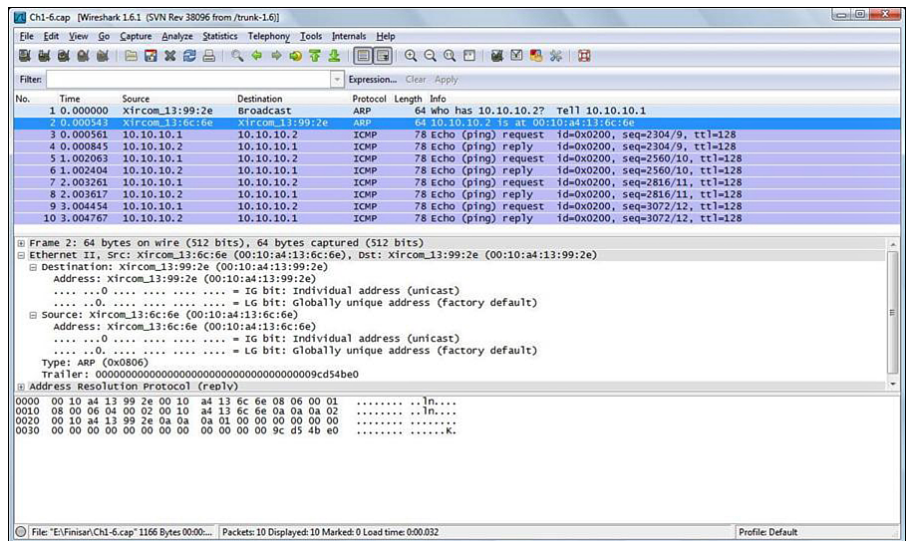 Ch1-6.cap [Wireshark 1.6.1 (SVN Rev 38096 from /trunk-1.6)]
File Edit View Go Capture Analyze Statistics Telephony Tools Internals Help
Filter: Expression... Clear Apply
No. Time Source Destination Protocol Length Info
1 0.000000 Xircom_13:99:2e Broadcast ARP 64 Who has 10.10.10.2? Tell 10.10.10.1
2 0.000543 Xircom_13:6c:6e Xircom_13:99:2e ARP 64 10.10.10.2 is at 00:10:a4:13:6c:6e
3 0.000561 10.10.10.1 10.10.10.2 ICMP 78 Echo (ping) request id=0x0200, seq=2304/9, ttl=128
4 0.000845 10.10.10.2 10.10.10.1 ICMP 78 Echo (ping) reply id=0x0200, seq=2304/9, ttl=128
5 1.002063 10.10.10.1 10.10.10.2 ICMP 78 Echo (ping) request id=0x0200, seq=2560/10, ttl=128
6 1.002404 10.10.10.2 10.10.10.1 ICMP 78 Echo (ping) reply id=0x0200, seq=2560/10, ttl=128
7 2.003261 10.10.10.1 10.10.10.2 ICMP 78 Echo (ping) request id=0x0200, seq=2816/11, ttl=128
8 2.003617 10.10.10.2 10.10.10.1 ICMP 78 Echo (ping) reply id=0x0200, seq=2816/11, ttl=128
9 3.004454 10.10.10.1 10.10.10.2 ICMP 78 Echo (ping) request id=0x0200, seq=3072/12, ttl=128
10 3.004767 10.10.10.2 10.10.10.1 ICMP 78 Echo (ping) reply id=0x0200, seq=3072/12, ttl=128
Frame 2: 64 bytes on wire (512 bits), 64 bytes captured (512 bits)
Ethernet II, Src: Xircom_13:6c:6e (00:10:a4:13:6c:6e), Dst: Xircom_13:99:2e (00:10:a4:13:99:2e)
Destination: Xircom_13:99:2e (00:10:a4:13:99:2e)
Address: Xircom_13:99:2e (00:10:a4:13:99:2e)
.... ...0 .... .... .... .... = IG bit: Individual address (unicast)
.... ..0. .... .... .... .... = LG bit: Globally unique address (factory default)
Source: Xircom_13:6c:6e (00:10:a4:13:6c:6e)
Address: Xircom_13:6c:6e (00:10:a4:13:6c:6e)
.... ...0 .... .... .... .... = IG bit: Individual address (unicast)
.... ..0. .... .... .... .... = LG bit: Globally unique address (factory default)
Type: ARP (0x0806)
Trailer: 000000000000000000000000000000000000009cd54be0
Address Resolution Protocol (reply)
0000 00 10 a4 13 99 2e 00 10 a4 13 6c 6e 08 06 00 01 ........ ..ln....
0010 08 00 06 04 00 02 00 10 a4 13 6c 6e 0a 0a 0a 02 ........ ..ln....
0020 00 10 a4 13 99 2e 0a 0a 0a 01 00 00 00 00 00 00 ........ ........
0030 00 00 00 00 00 00 00 00 00 00 00 00 9c d5 4b e0 ........ ......K.
File: "E:\Finisar\Ch1-6.cap" 1166 Bytes 00:00:... Packets: 10 Displayed: 10 Marked: 0 Load time: 0:00.032 Profile: Default